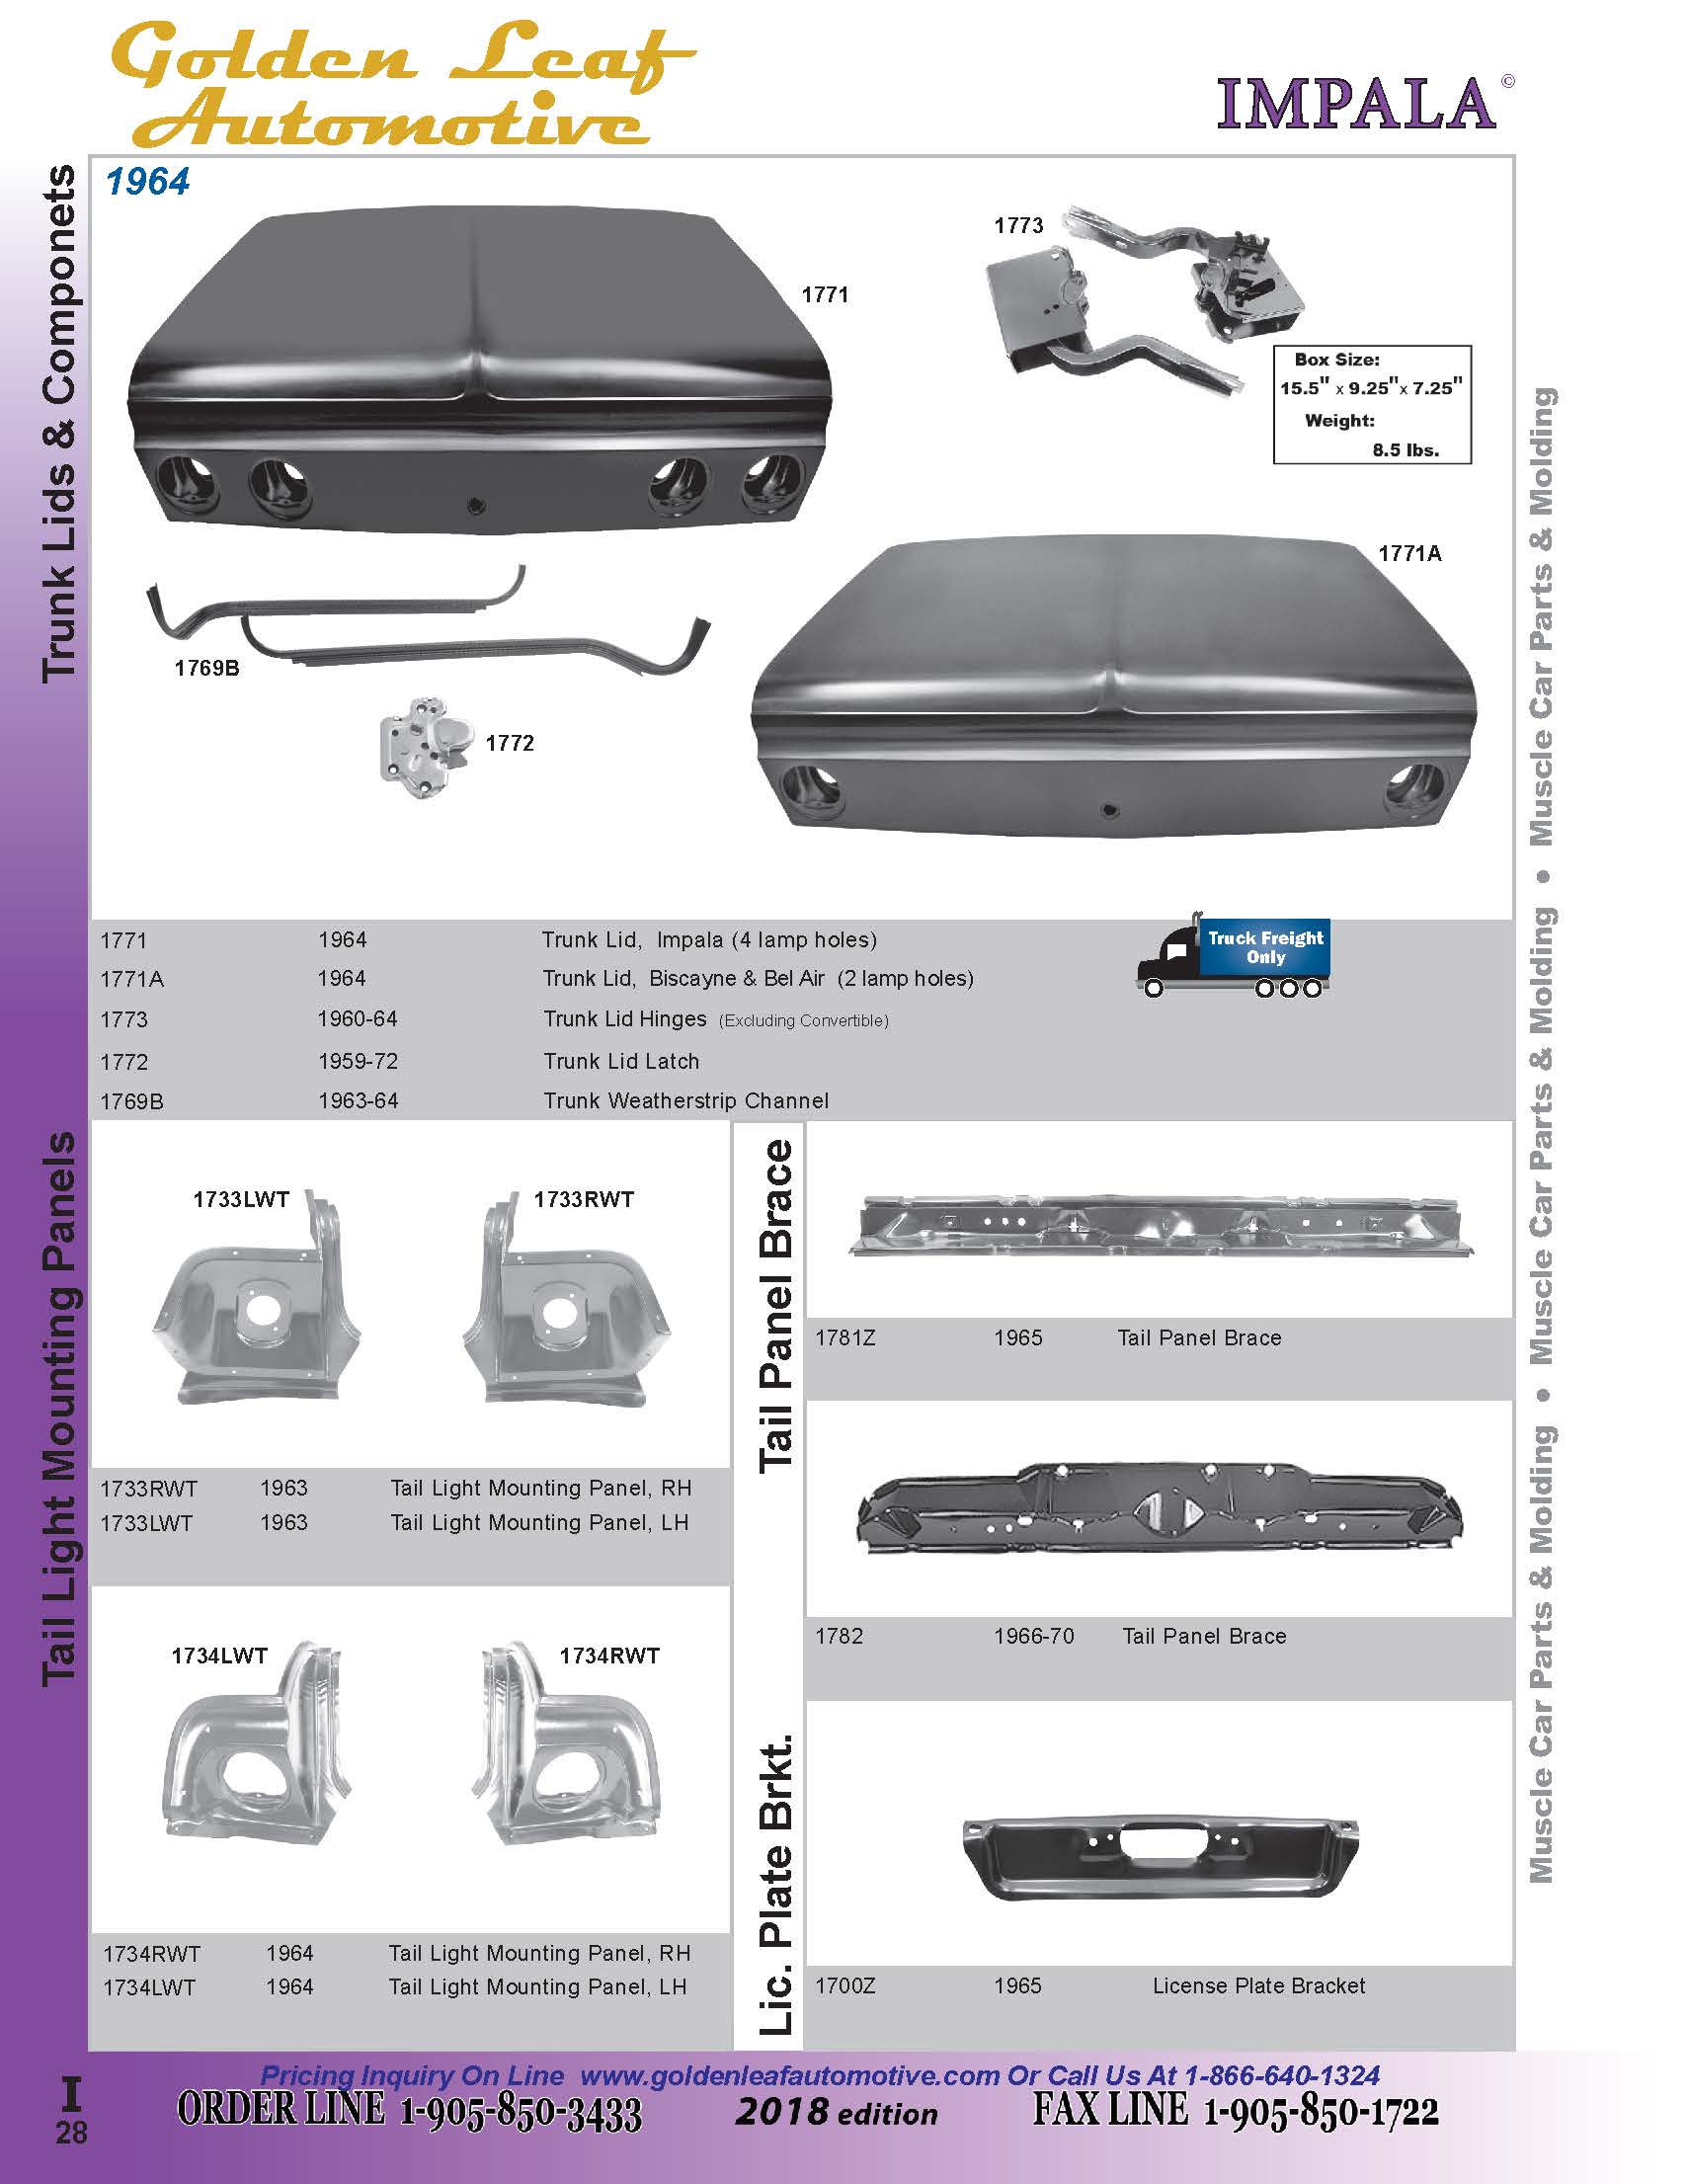 Golden Leaf
Automotive
IMPALA©
Trunk Lids & Componets
1964
1771
1773
Box Size:
15.5" x 9.25" x 7.25"
Weight:
8.5 lbs.
1771A
1769B
1772
1771 1964 Trunk Lid, Impala (4 lamp holes)
1771A 1964 Trunk Lid, Biscayne & Bel Air (2 lamp holes)
1773 1960-64 Trunk Lid Hinges (Excluding Convertible)
1772 1959-72 Trunk Lid Latch
1769B 1963-64 Trunk Weatherstrip Channel
Truck Freight
Only
Tail Light Mounting Panels
1733LWT
1733RWT
1733RWT 1963 Tail Light Mounting Panel, RH
1733LWT 1963 Tail Light Mounting Panel, LH
1734LWT
1734RWT
1734RWT 1964 Tail Light Mounting Panel, RH
1734LWT 1964 Tail Light Mounting Panel, LH
Tail Panel Brace
1781Z 1965 Tail Panel Brace
1782 1966-70 Tail Panel Brace
Lic. Plate Brkt.
1700Z 1965 License Plate Bracket
Muscle Car Parts & Molding • Muscle Car Parts & Molding • Muscle Car Parts & Molding
Pricing Inquiry On Line www.goldenleafautomotive.com Or Call Us At 1-866-640-1324
I
28
ORDER LINE 1-905-850-3433
2018 edition
FAX LINE 1-905-850-1722